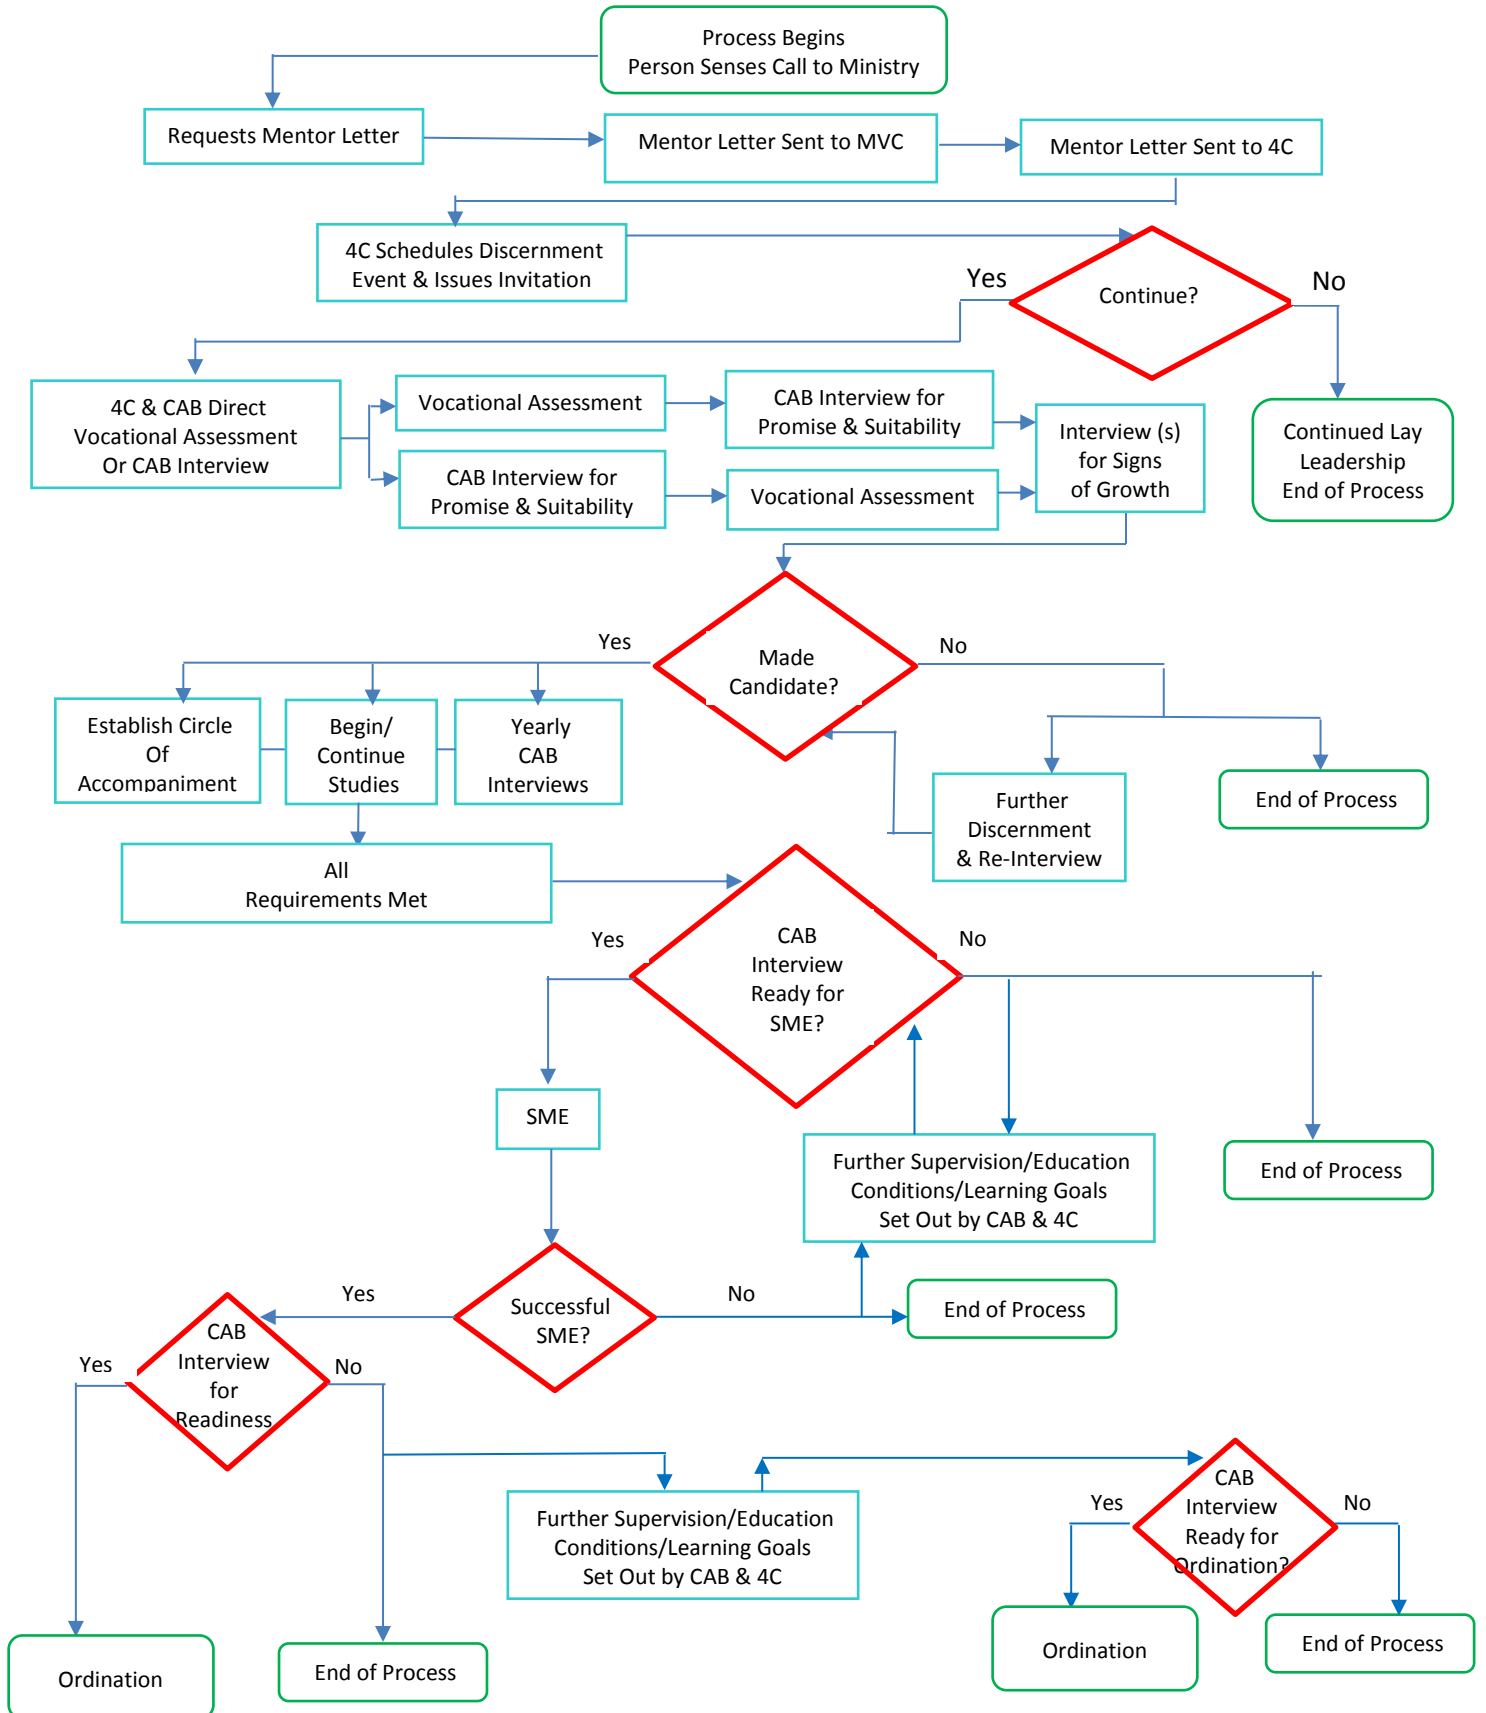 Process Begins
Person Senses Call to Ministry
Requests Mentor Letter
Mentor Letter Sent to MVC
Mentor Letter Sent to 4C
4C Schedules Discernment
Event & Issues Invitation
Yes
Continue?
No
4C & CAB Direct
Vocational Assessment
Or CAB Interview
Vocational Assessment
CAB Interview for
Promise & Suitability
CAB Interview for
Promise & Suitability
Vocational Assessment
Interview (s)
for Signs
of Growth
Continued Lay
Leadership
End of Process
Yes
Made
Candidate?
No
Establish Circle
Of
Accompaniment
Begin/
Continue
Studies
Yearly
CAB
Interviews
Further
Discernment
& Re-Interview
End of Process
All
Requirements Met
Yes
CAB
Interview
Ready for
SME?
No
SME
Further Supervision/Education
Conditions/Learning Goals
Set Out by CAB & 4C
End of Process
Yes
Successful
SME?
No
End of Process
Yes
CAB
Interview
for
Readiness
No
Further Supervision/Education
Conditions/Learning Goals
Set Out by CAB & 4C
Yes
CAB
Interview
Ready for
Ordination?
No
Ordination
End of Process
Ordination
End of Process